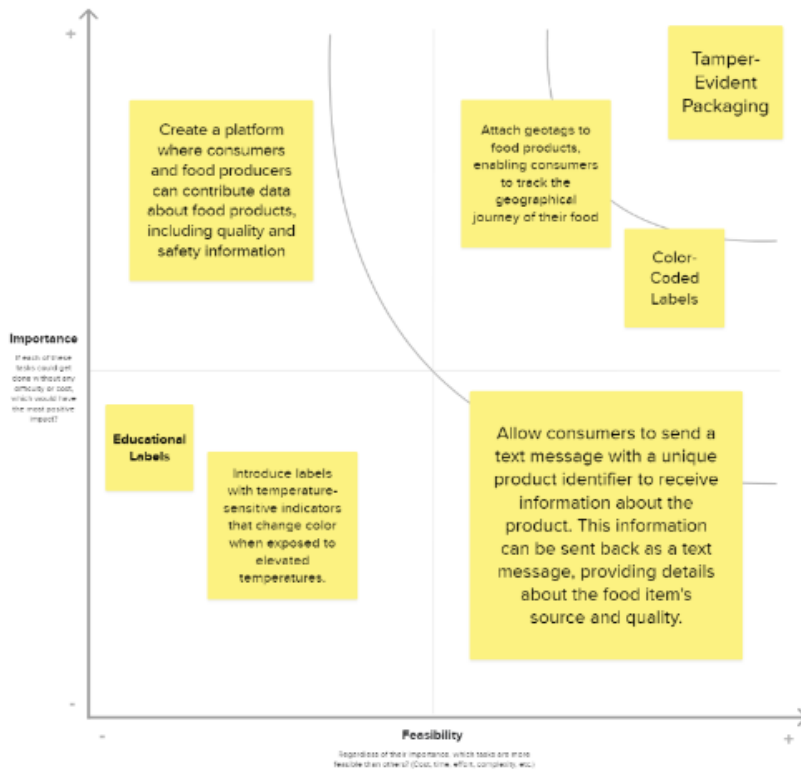 +
Tamper-
Evident
Packaging
Create a platform
where consumers
and food producers
can contribute data
about food products,
including quality and
safety information
Attach geotags to
food products,
enabling consumers
to track the
geographical
journey of their food
Color-
Coded
Labels
Importance
If each of these
tasks could get
done without any
difficulty or cost,
which would have
the most positive
impact?
Educational
Labels
Introduce labels
with temperature-
sensitive indicators
that change color
when exposed to
elevated
temperatures.
Allow consumers to send a
text message with a unique
product identifier to receive
information about the
product. This information
can be sent back as a text
message, providing details
about the food item's
source and quality.
-
-
Feasibility
+
Regardless of their importance, which tasks are more
feasible than others? (Cost, time, effort, complexity, etc.)